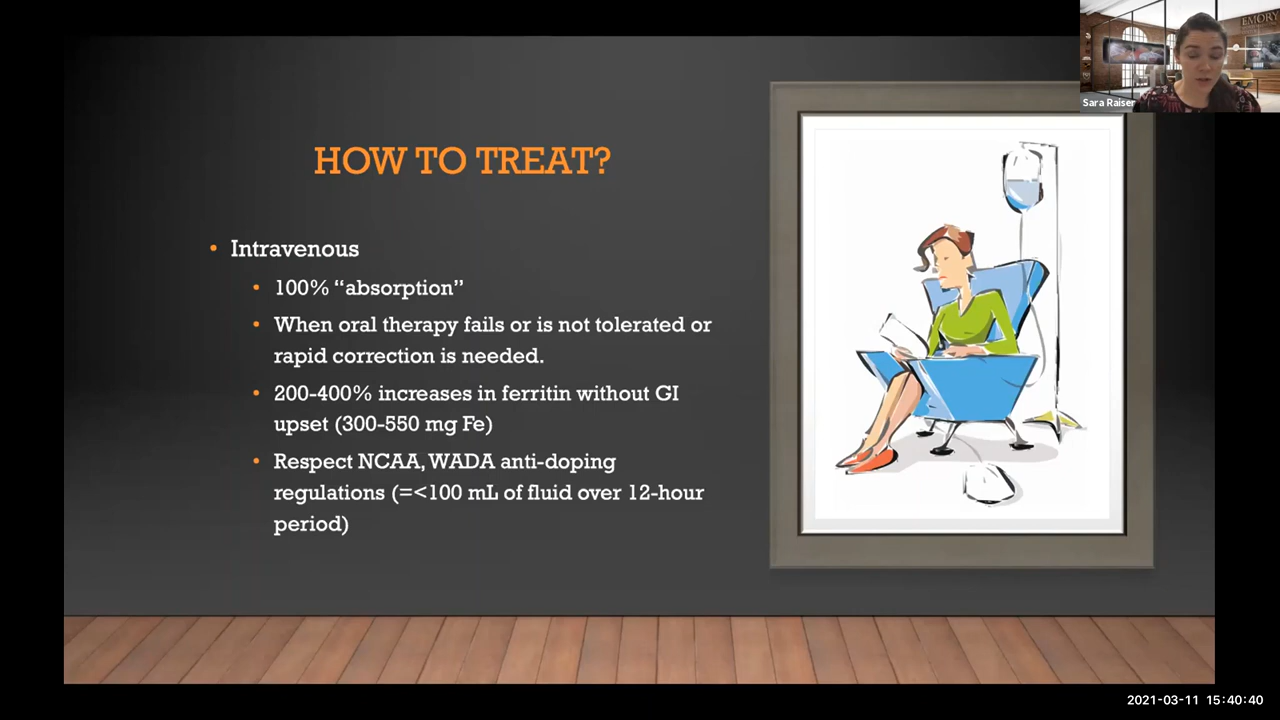 EMORY
Sara Raiser
HOW TO TREAT?
• Intravenous
• 100% “absorption”
• When oral therapy fails or is not tolerated or
rapid correction is needed.
• 200-400% increases in ferritin without GI
upset (300-550 mg Fe)
• Respect NCAA, WADA anti-doping
regulations (=<100 mL of fluid over 12-hour
period)
2021-03-11 15:40:40